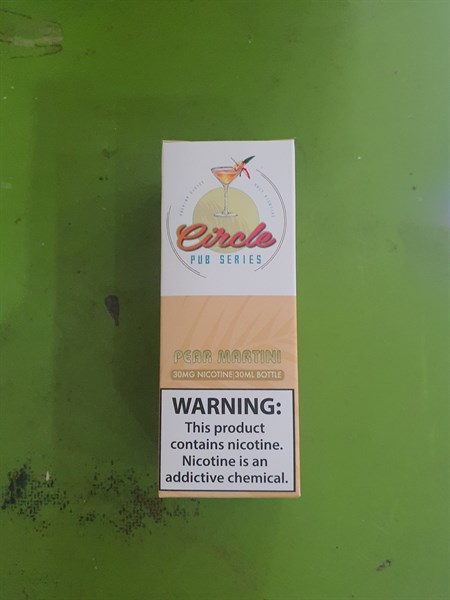 Circle
PUB SERIES
PEAR MARTINI
30MG NICOTINE·30ML BOTTLE
WARNING:
This product
contains nicotine.
Nicotine is an
addictive chemical.